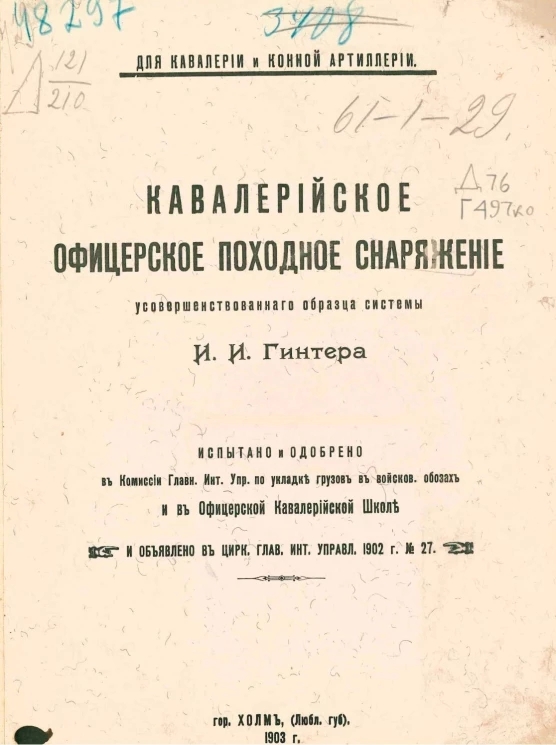 48297
3708
ДЛЯ КАВАЛЕРІИ и КОННОЙ АРТИЛЛЕРІИ.
Д 121
210
61-1-29.
Д76
Г497ко
КАВАЛЕРІЙСКОЕ
ОФИЦЕРСКОЕ ПОХОДНОЕ СНАРЯЖЕНІЕ
усовершенствованнаго образца системы
И. И. Гинтера
ИСПЫТАНО и ОДОБРЕНО
въ Комиссіи Главн. Инт. Упр. по укладкѣ грузовъ въ войсков. обозахъ
и въ Офицерской Кавалерійской Школѣ
И ОБЪЯВЛЕНО ВЪ ЦИРК. ГЛАВ. ИНТ. УПРАВЛ. 1902 г. № 27.
гор. ХОЛМЪ, (Любл. губ).
1903 г.